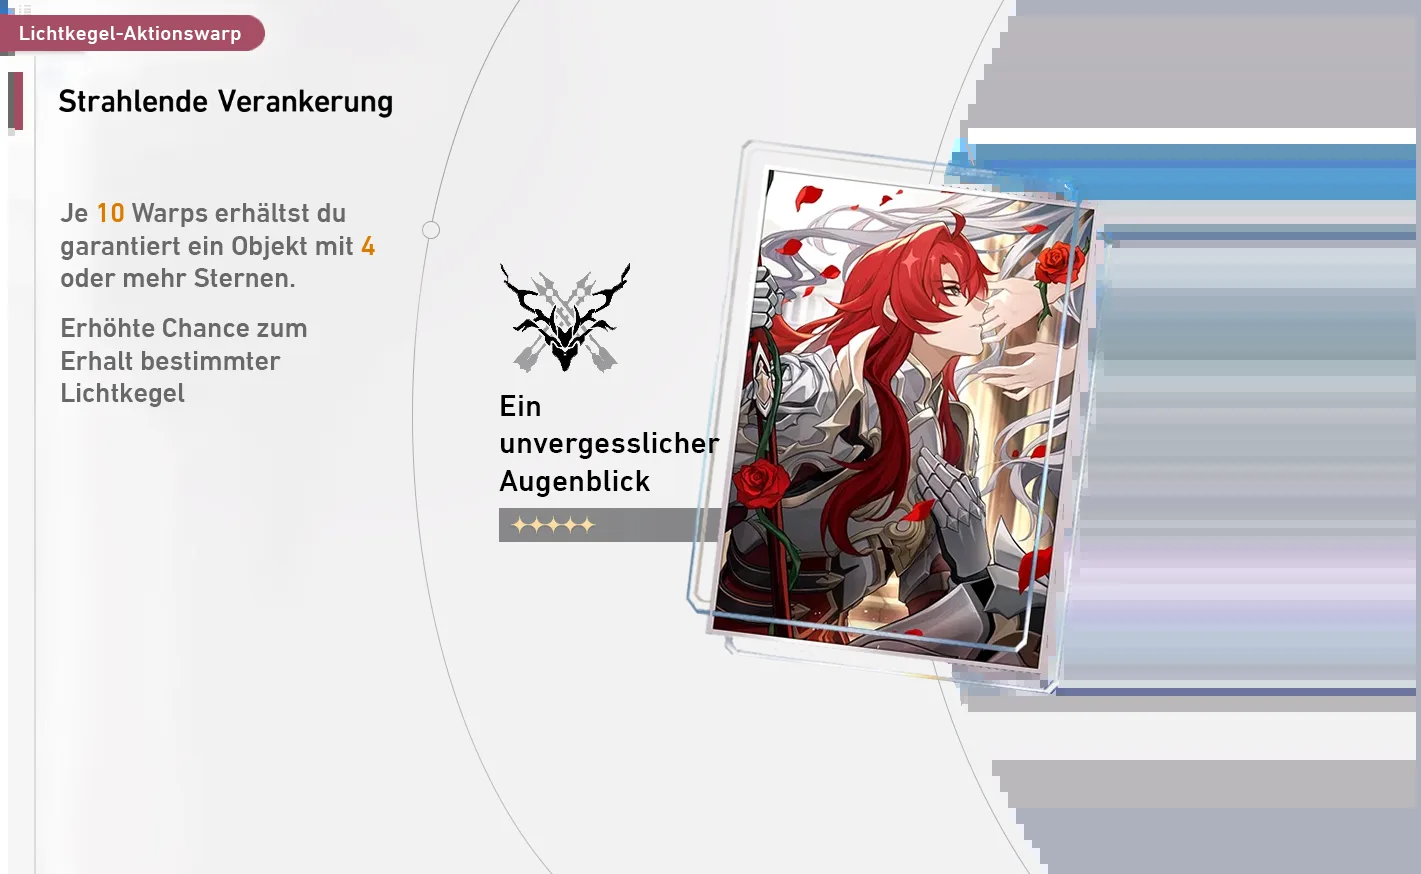 Lichtkegel-Aktionswarp
Strahlende Verankerung
Je 10 Warps erhältst du
garantiert ein Objekt mit 4
oder mehr Sternen.
Erhöhte Chance zum
Erhalt bestimmter
Lichtkegel
Ein
unvergesslicher
Augenblick